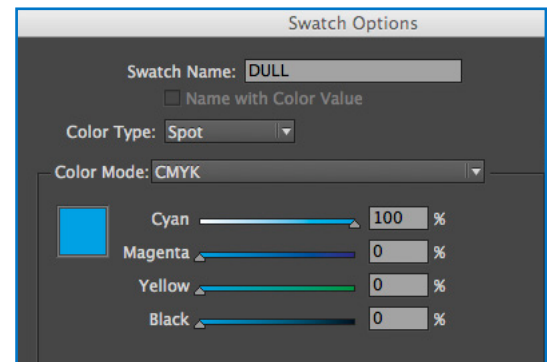 Swatch Options
Swatch Name: DULL
Name with Color Value
Color Type: Spot
Color Mode: CMYK
Cyan 100 %
Magenta 0 %
Yellow 0 %
Black 0 %